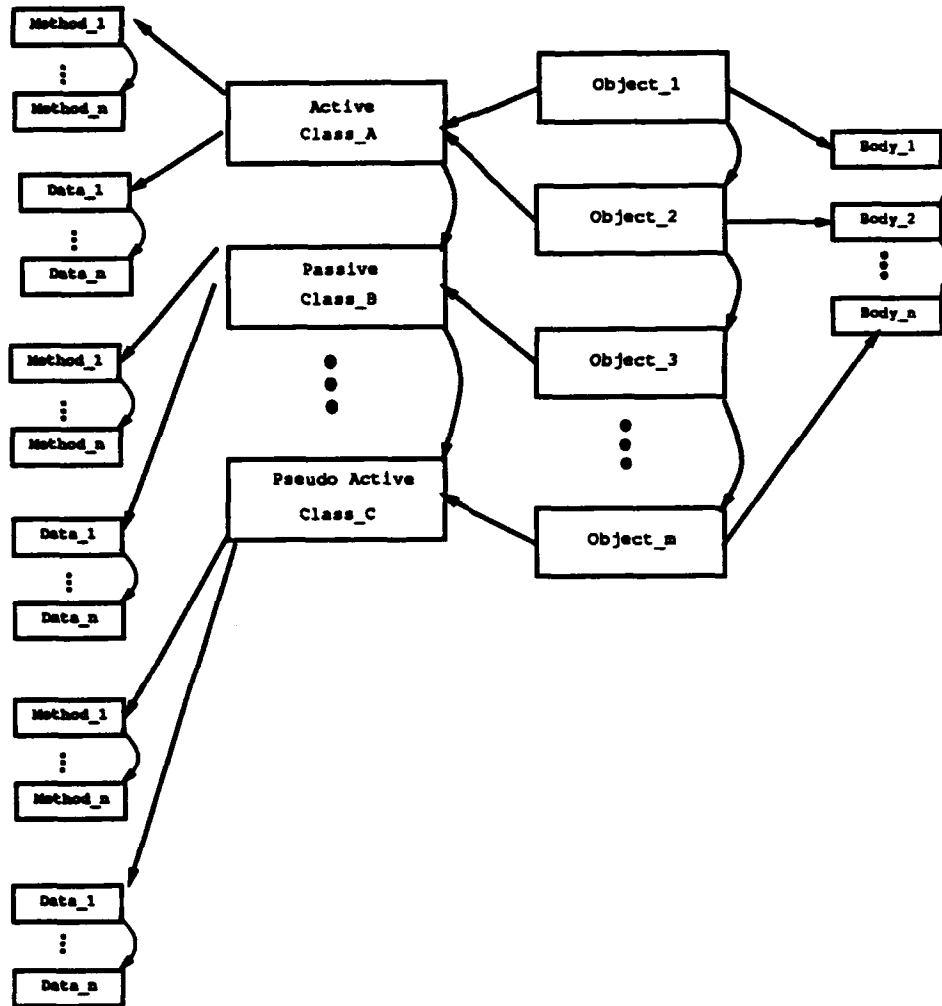 Method_1
Method_n
Data_1
Data_n
Method_1
Method_n
Data_1
Data_n
Method_1
Method_n
Data_1
Data_n
Active
Class_A
Passive
Class_B
Pseudo Active
Class_C
Object_1
Object_2
Object_3
Object_m
Body_1
Body_2
Body_n